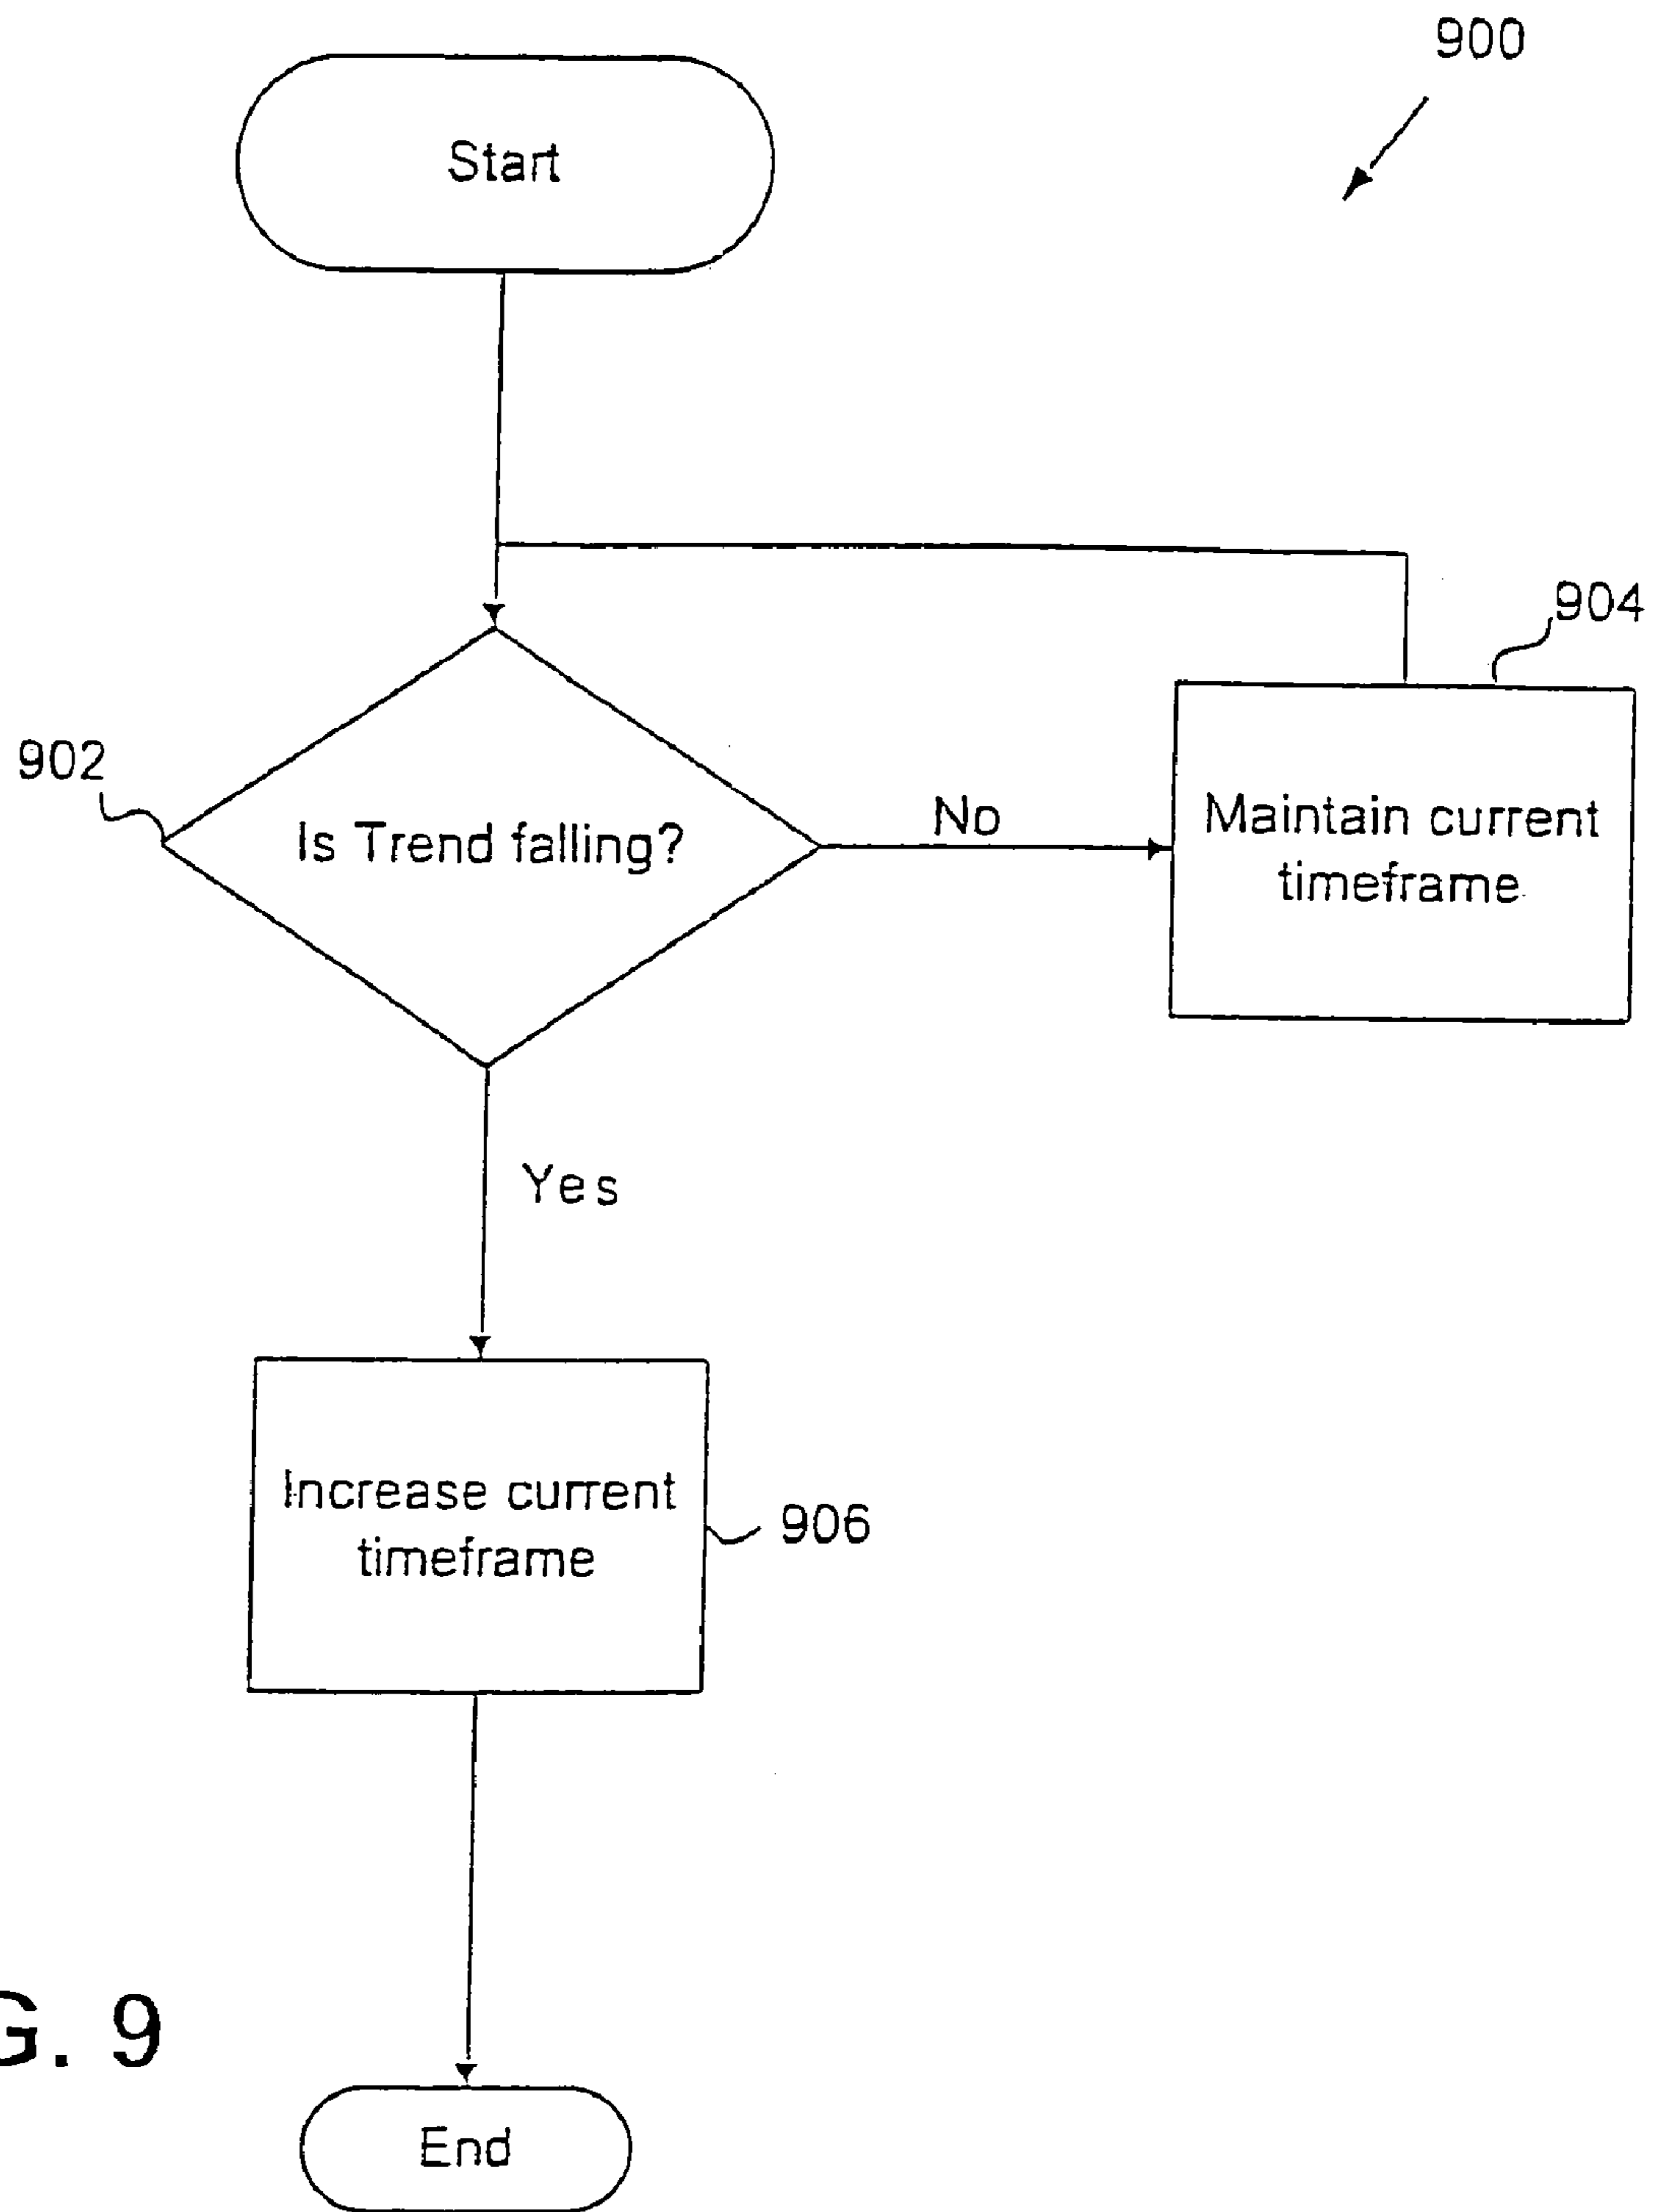 900
Start
904
902
Is Trend falling?
No
Maintain current
timeframe
Yes
Increase current
timeframe
906
G. 9
End